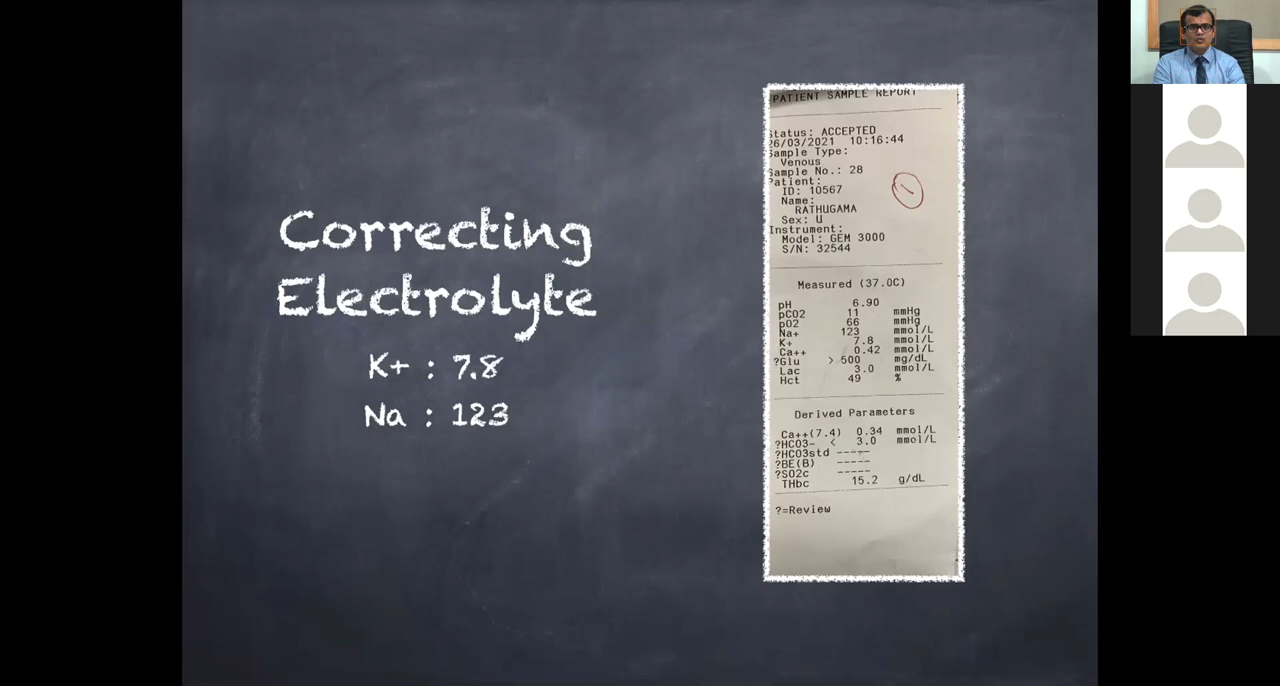 Correcting
Electrolyte
K+ : 7.8
Na : 123
PATIENT SAMPLE REPORT
Status: ACCEPTED
26/03/2021 10:16:44
Sample Type:
Venous
Sample No.: 28
Patient:
ID: 10567
Name:
RATHUGAMA
Sex: U
Instrument:
Model: GEM 3000
S/N: 32544
Measured (37.0C)
pH 6.90
pCO2 11 mmHg
pO2 66 mmHg
Na+ 123 mmol/L
K+ 7.8 mmol/L
Ca++ 0.42 mmol/L
?Glu > 500 mg/dL
Lac 3.0 mmol/L
Hct 49 %
Derived Parameters
Ca++(7.4) 0.34 mmol/L
?HCO3- < 3.0 mmol/L
?HCO3std -----
?BE(B) -----
?SO2c -----
THbc 15.2 g/dL
?=Review